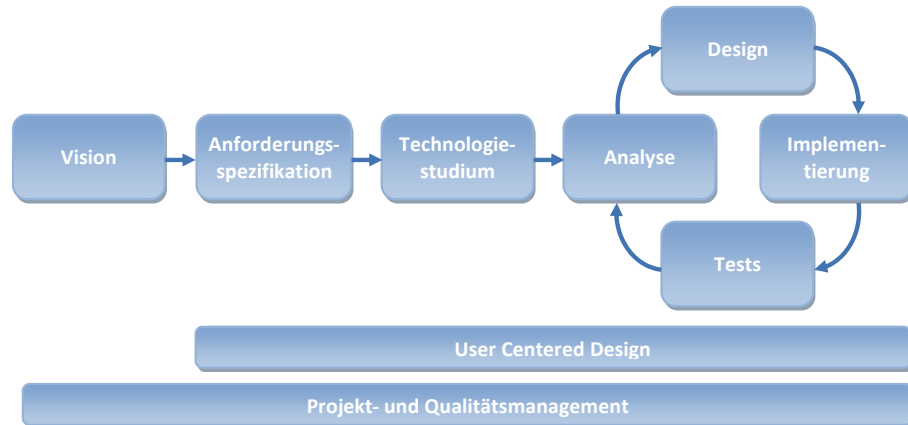 Design
Vision
Anforderungs-
spezifikation
Technologie-
studium
Analyse
Implemen-
tierung
Tests
User Centered Design
Projekt- und Qualitätsmanagement